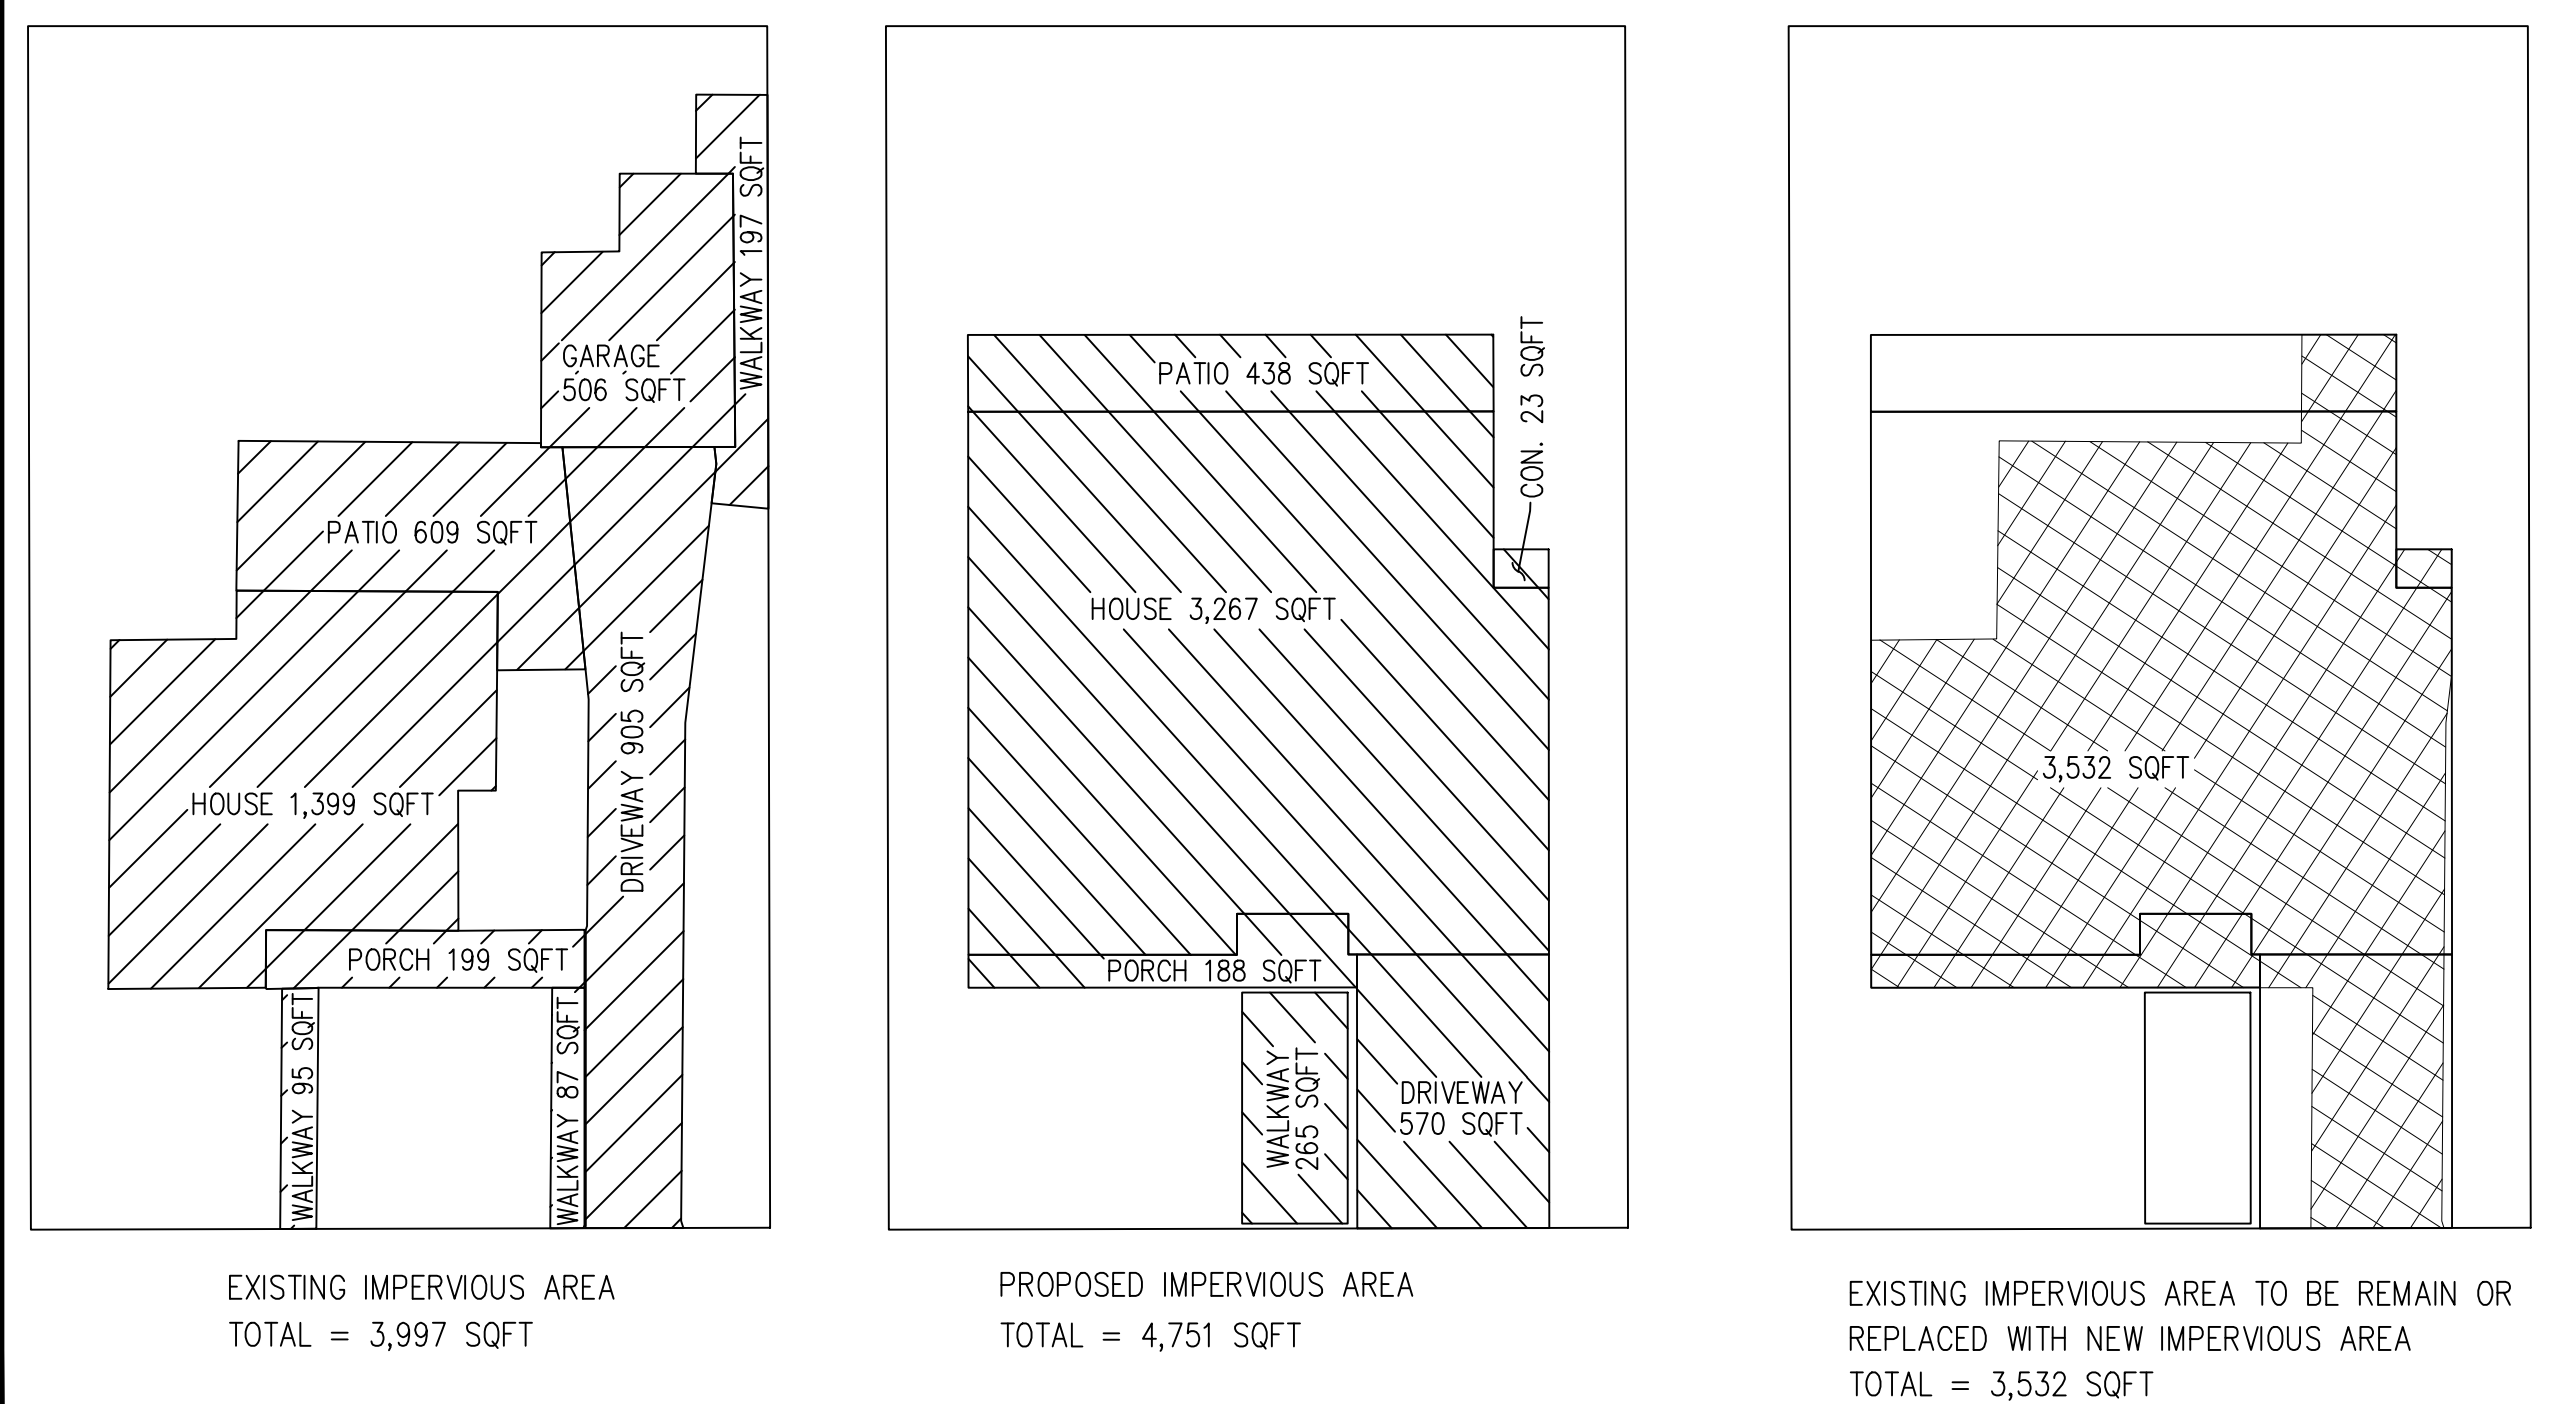 WALKWAY 197 SQFT
GARAGE
506 SQFT
PATIO 609 SQFT
DRIVEWAY 905 SQFT
HOUSE 1,399 SQFT
PORCH 199 SQFT
WALKWAY 95 SQFT
WALKWAY 87 SQFT
EXISTING IMPERVIOUS AREA
TOTAL = 3,997 SQFT
PATIO 438 SQFT
CON. 23 SQFT
HOUSE 3,267 SQFT
PORCH 188 SQFT
WALKWAY
265 SQFT
DRIVEWAY
570 SQFT
PROPOSED IMPERVIOUS AREA
TOTAL = 4,751 SQFT
3,532 SQFT
EXISTING IMPERVIOUS AREA TO BE REMAIN OR
REPLACED WITH NEW IMPERVIOUS AREA
TOTAL = 3,532 SQFT